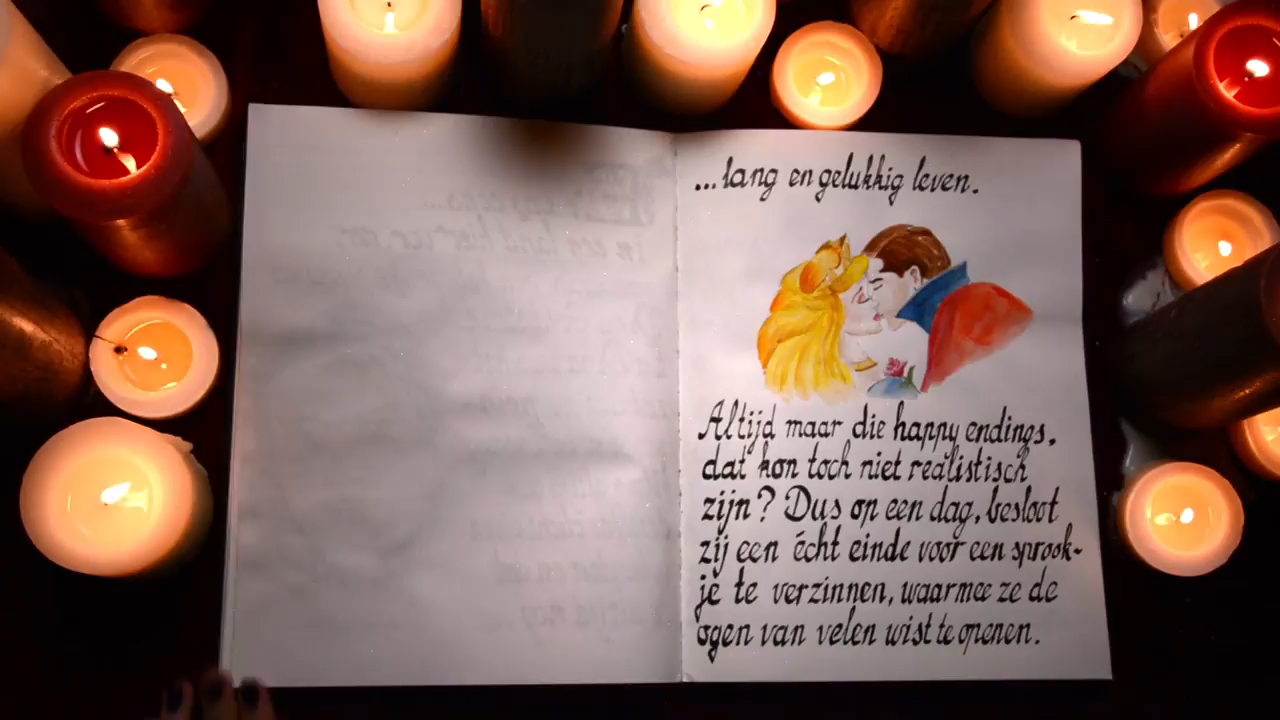 ...lang en gelukkig leven.
Altijd maar die happy endings,
dat kon toch niet realistisch
zijn? Dus op een dag, besloot
zij een écht einde voor een sprook-
je te verzinnen, waarmee ze de
ogen van velen wist te openen.